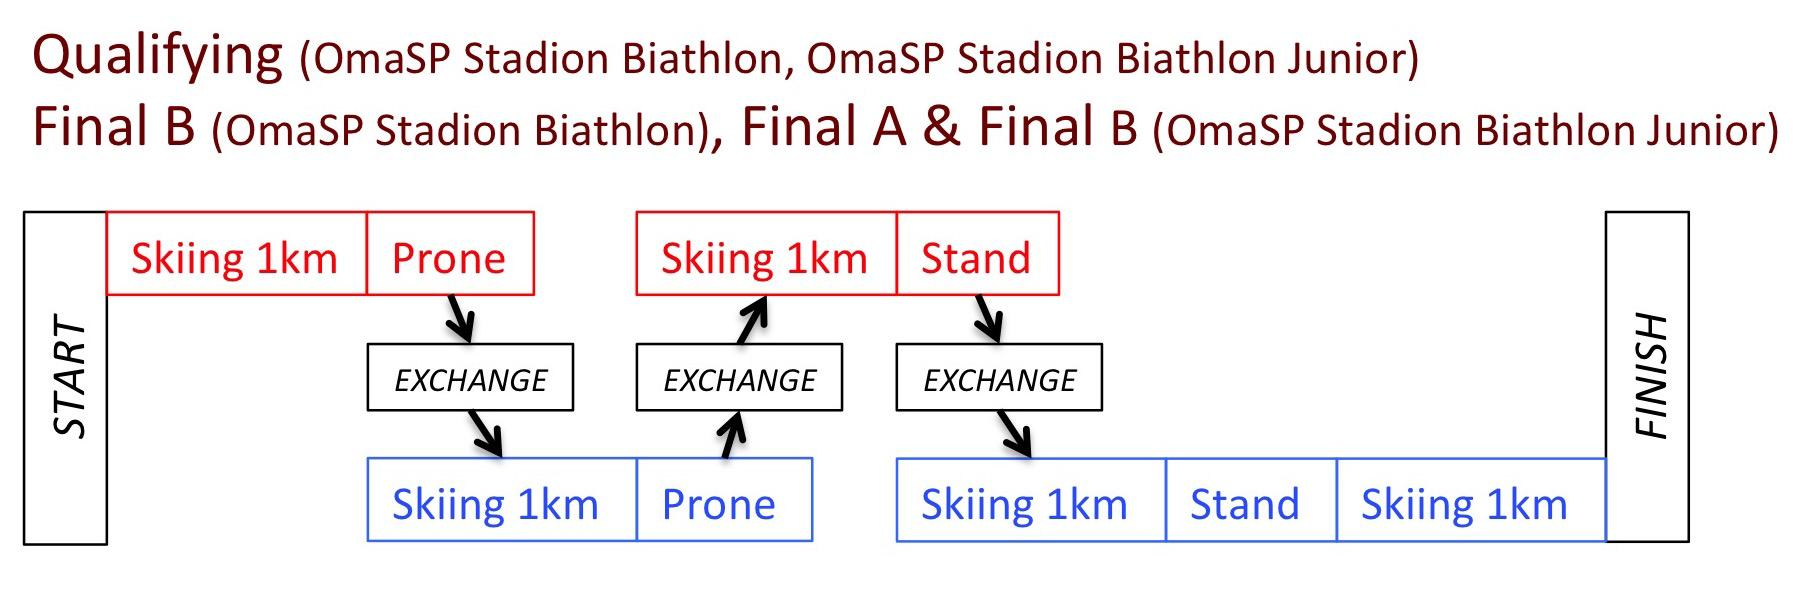 Qualifying (OmaSP Stadion Biathlon, OmaSP Stadion Biathlon Junior)
Final B (OmaSP Stadion Biathlon), Final A & Final B (OmaSP Stadion Biathlon Junior)
START
Skiing 1km Prone
Skiing 1km Stand
EXCHANGE EXCHANGE EXCHANGE
Skiing 1km Prone
Skiing 1km Stand Skiing 1km
FINISH